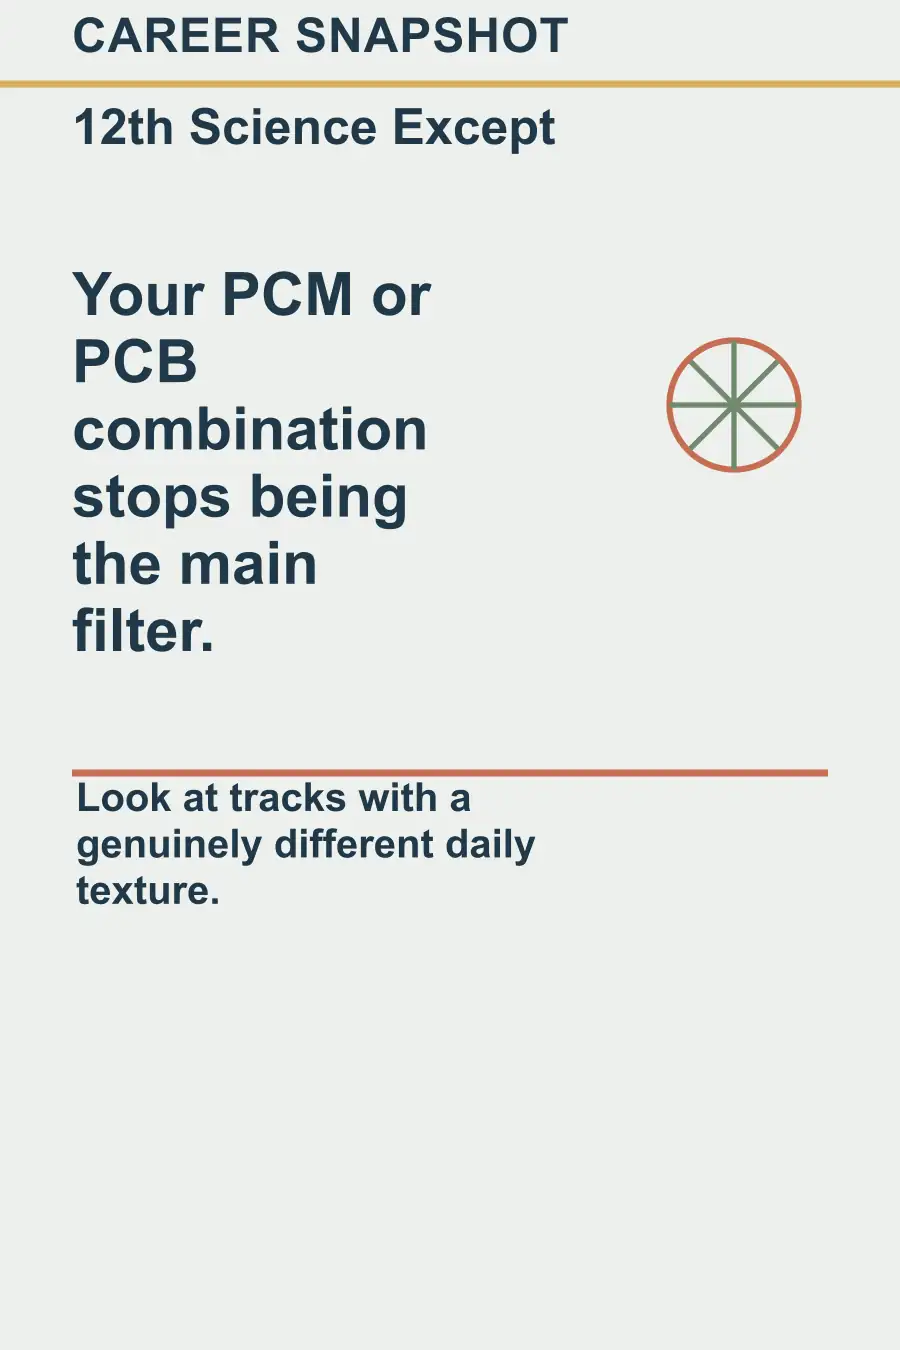 CAREER SNAPSHOT
12th Science Except
Your PCM or
PCB
combination
stops being
the main
filter.
Look at tracks with a
genuinely different daily
texture.